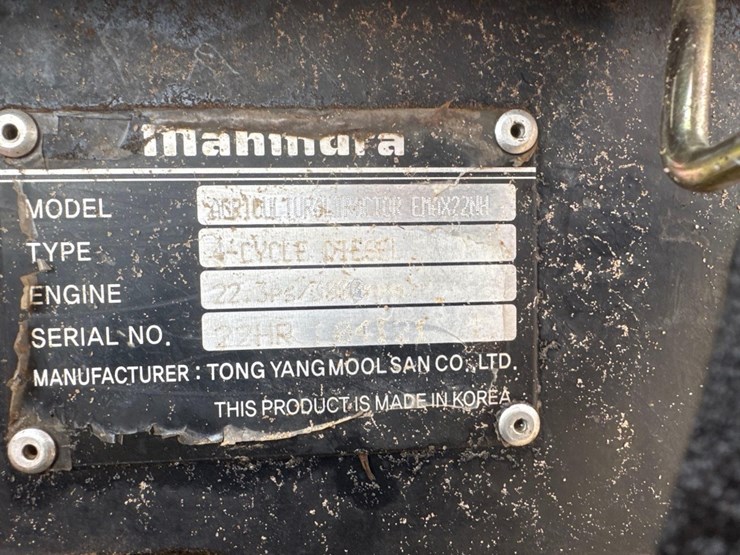 mahindra
MODEL AGRICULTURAL TRACTOR EMAX22NH
TYPE 4-CYCLE DIESEL
ENGINE
SERIAL NO. 22HR
MANUFACTURER : TONG YANG MOOL SAN CO., LTD.
THIS PRODUCT IS MADE IN KOREA